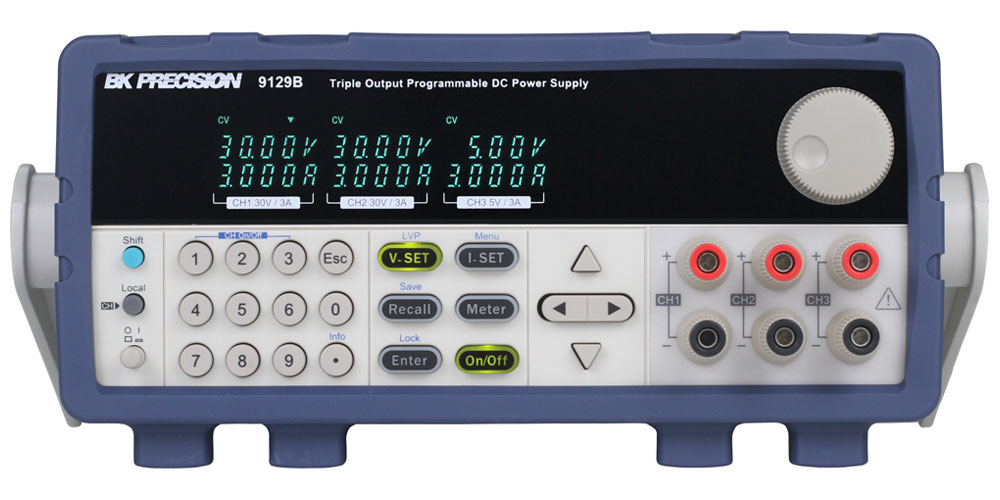 BK PRECISION 9129B Triple Output Programmable DC Power Supply
CV CV CV
30.00V 30.00V 5.00V
3.000A 3.000A 3.000A
CH1 30V / 3A CH2 30V / 3A CH3 5V / 3A
Shift
Local
CH
O I
CH On/Off
1 2 3 Esc
4 5 6 0
Info
7 8 9 .
LVP Menu
V-SET I-SET
Save
Recall Meter
Lock
Enter On/Off
+ + +
CH1 CH2 CH3
- - -